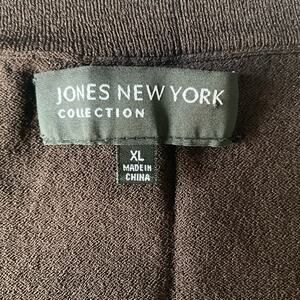 JONES NEW YORK
COLLECTION
XL
MADE IN
CHINA